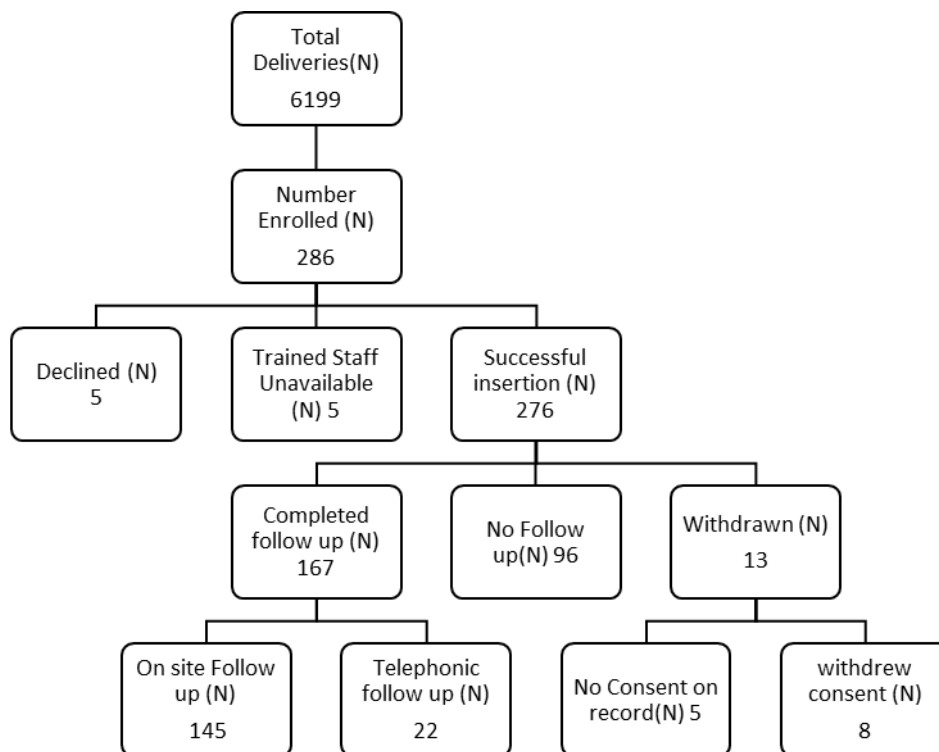 Total
Deliveries(N)
6199
Number
Enrolled (N)
286
Declined (N)
5
Trained Staff
Unavailable
(N) 5
Successful
insertion (N)
276
Completed
follow up (N)
167
No Follow
up(N) 96
Withdrawn (N)
13
On site Follow
up (N)
145
Telephonic
follow up (N)
22
No Consent on
record(N) 5
withdrew
consent (N)
8